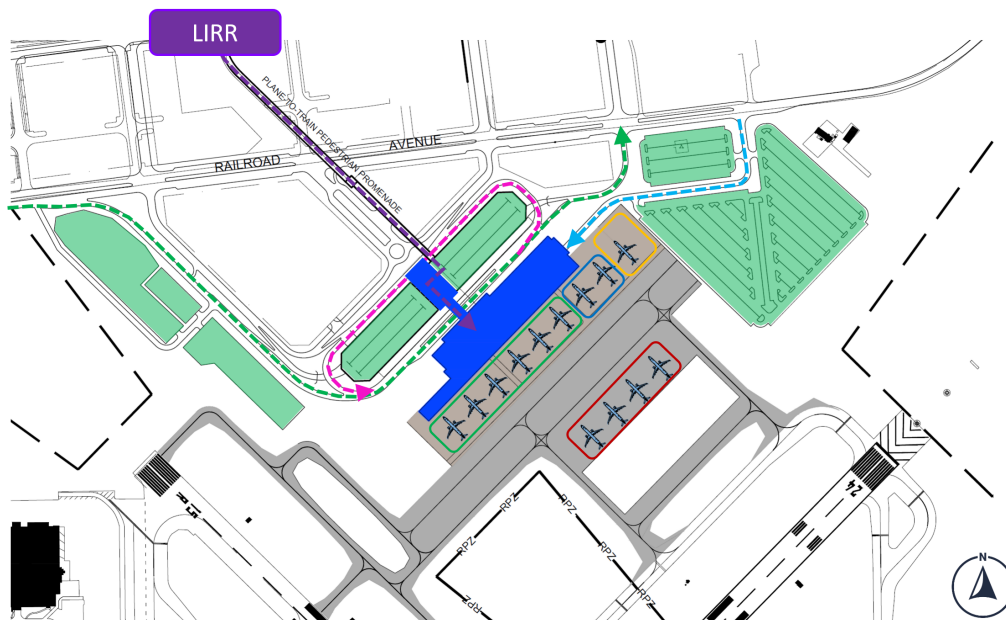 LIRR
PLANE-TO-TRAIN PEDESTRIAN PROMENADE
RAILROAD AVENUE
A
24
RPZ
RPZ
RPZ
RPZ
RPZ
RPZ
N